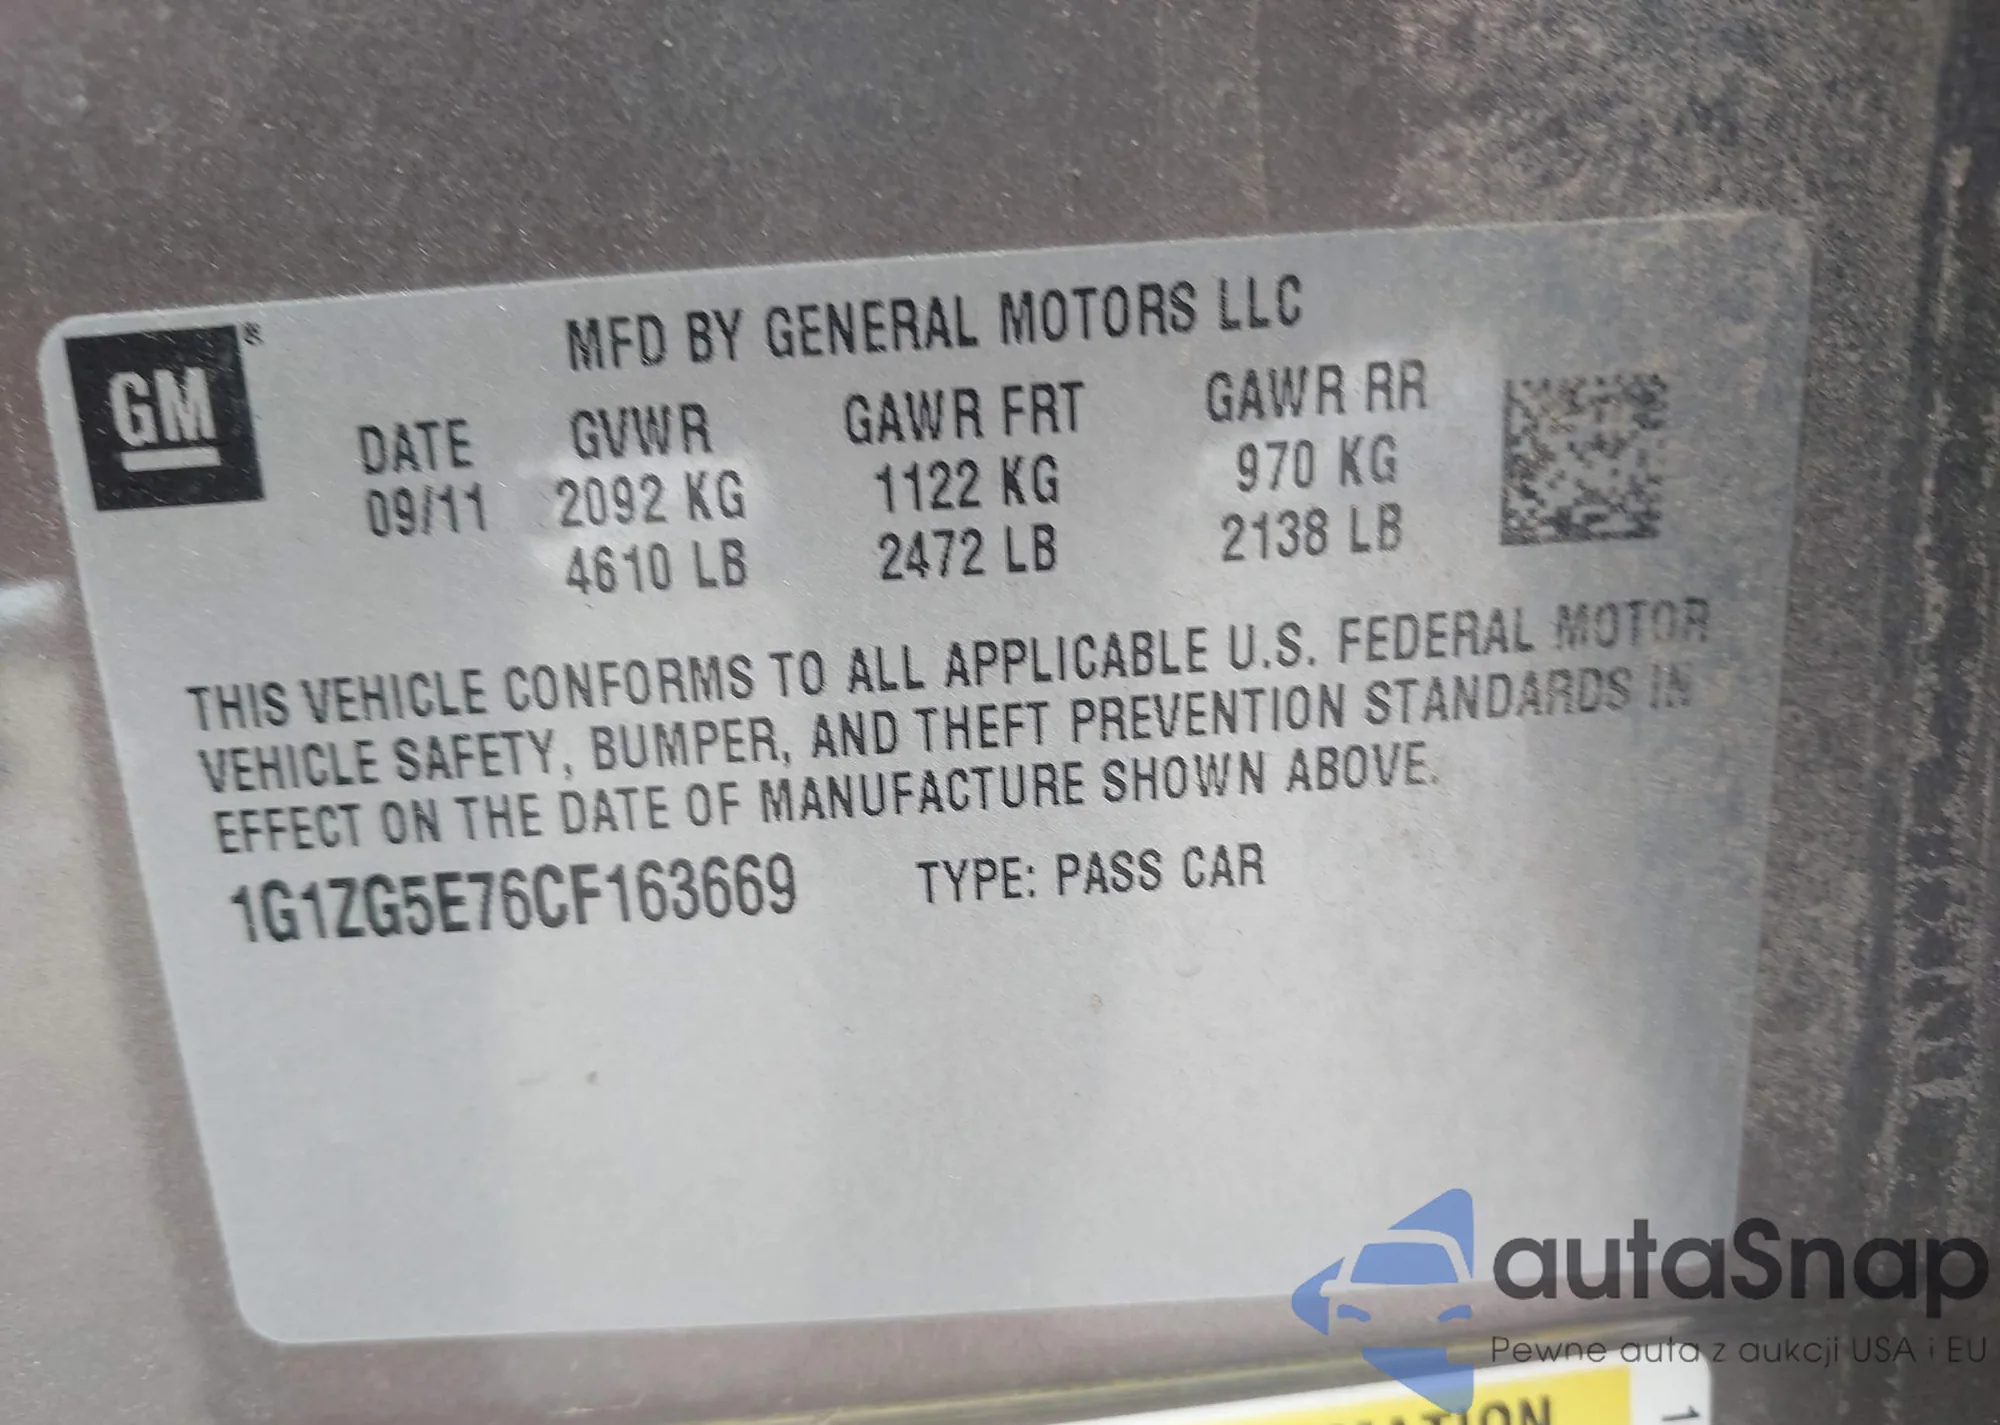 GM®
MFD BY GENERAL MOTORS LLC
DATE GVWR GAWR FRT GAWR RR
09/11 2092 KG 1122 KG 970 KG
4610 LB 2472 LB 2138 LB
THIS VEHICLE CONFORMS TO ALL APPLICABLE U.S. FEDERAL MOTOR
VEHICLE SAFETY, BUMPER, AND THEFT PREVENTION STANDARDS IN
EFFECT ON THE DATE OF MANUFACTURE SHOWN ABOVE.
1G1ZG5E76CF163669 TYPE: PASS CAR
autaSnap
Pewne auta z aukcji USA i EU